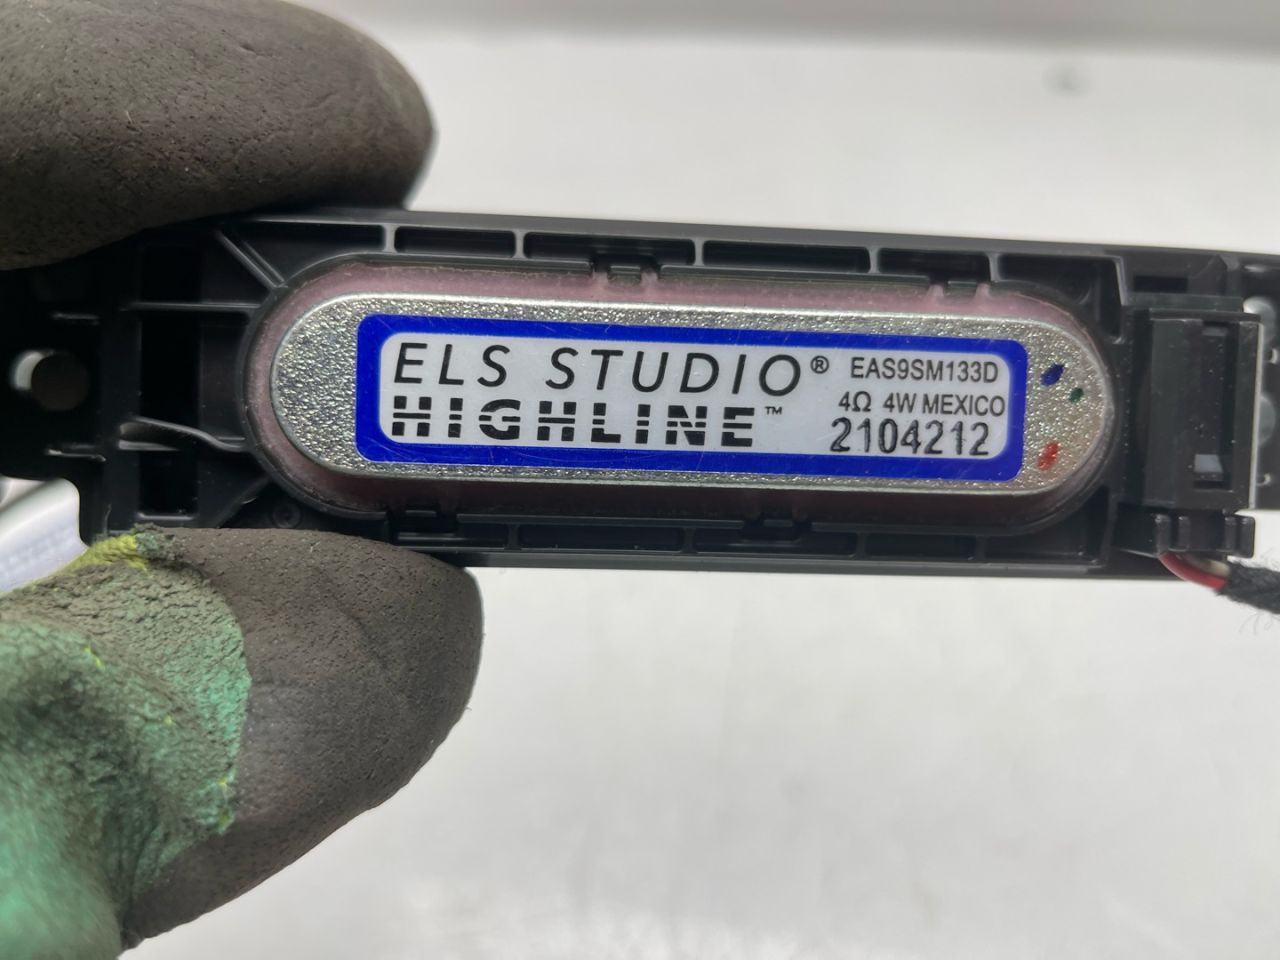 ELS STUDIO® EAS9SM133D
HIGHLINE™ 4Ω 4W MEXICO
2104212